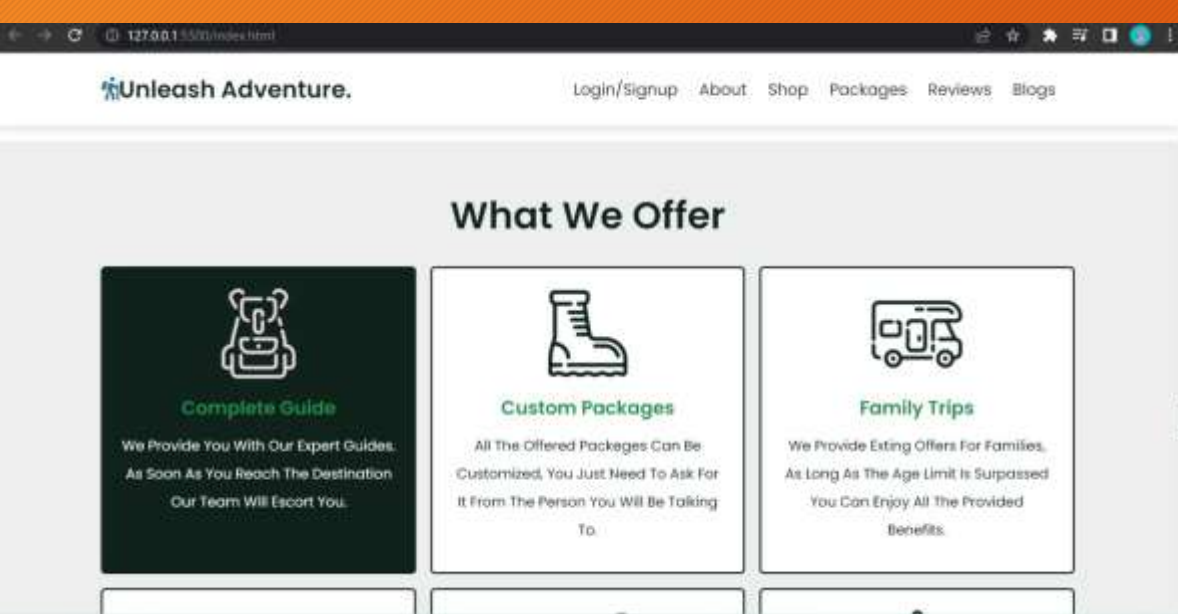 127.0.0.1:5500/index.html
Unleash Adventure.
Login/Signup About Shop Packages Reviews Blogs
What We Offer
Complete Guide
We Provide You With Our Expert Guides.
As Soon As You Reach The Destination
Our Team Will Escort You.
Custom Packages
All The Offered Packeges Can Be
Customized, You Just Need To Ask For
It From The Person You Will Be Talking
To.
Family Trips
We Provide Exting Offers For Families,
As Long As The Age Limit Is Surpassed
You Can Enjoy All The Provided
Benefits.